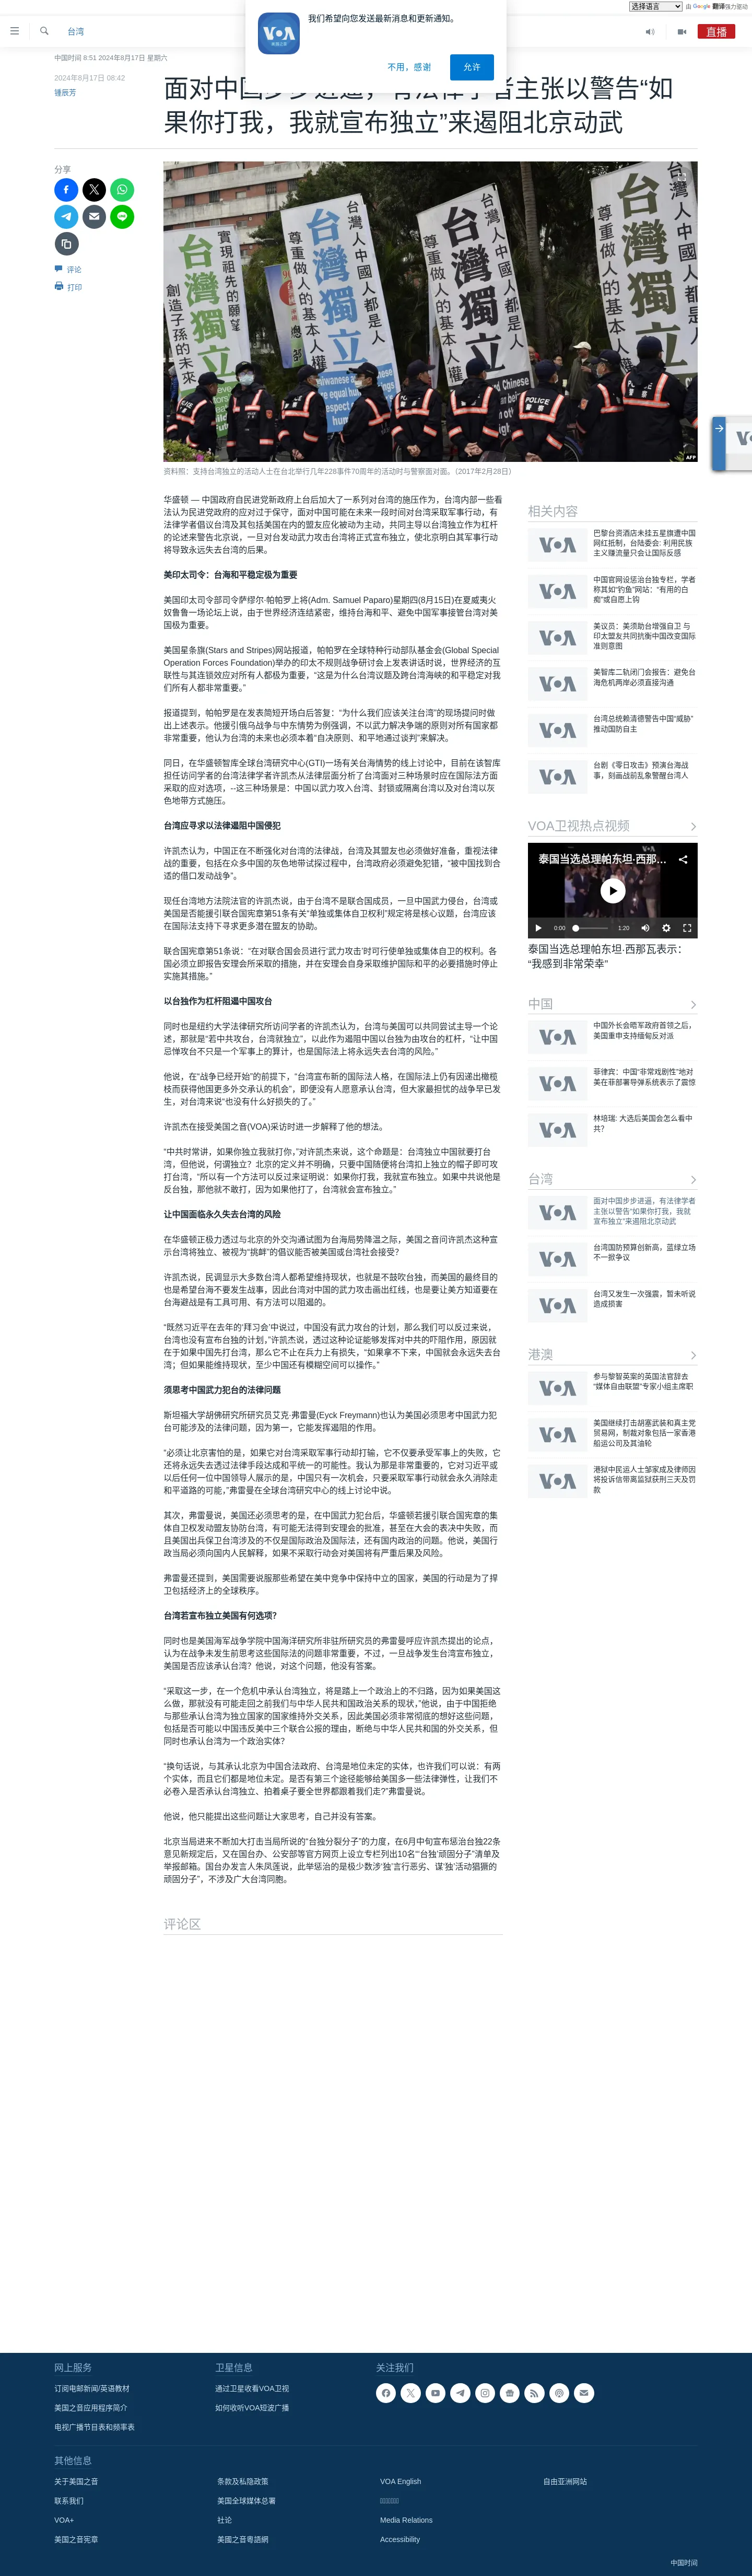 选择语言
由 Google 翻译强力驱动
台湾
直播
VOA
我们希望向您发送最新消息和更新通知。
不用，感谢
允许
中国时间 8:51 2024年8月17日 星期六
2024年8月17日 08:42
锺辰芳
果你打我，我就宣布独立”来遏阻北京动武
分享
评论
打印
台灣獨立
尊重所有人、中國人都是人類的基本人權
AFP
资料照：支持台湾独立的活动人士在台北举行几年228事件70周年的活动时与警察面对面。（2017年2月28日）
华盛顿 — 中国政府自民进党新政府上台后加大了一系列对台湾的施压作为，台湾内部一些看
法认为民进党政府的应对过于保守，面对中国可能在未来一段时间对台湾采取军事行动，有
法律学者倡议台湾及其包括美国在内的盟友应化被动为主动，共同主导以台湾独立作为杠杆
的论述来警告北京说，一旦对台发动武力攻击台湾将正式宣布独立，使北京明白其军事行动
将导致永远失去台湾的后果。
美印太司令：台海和平稳定极为重要
美国印太司令部司令萨缪尔·帕帕罗上将(Adm. Samuel Paparo)星期四(8月15日)在夏威夷火
奴鲁鲁一场论坛上说，由于世界经济连结紧密，维持台海和平、避免中国军事接管台湾对美
国极为重要。
美国星条旗(Stars and Stripes)网站报道，帕帕罗在全球特种行动部队基金会(Global Special
Operation Forces Foundation)举办的印太不规则战争研讨会上发表讲话时说，世界经济的互
联性与其连锁效应对所有人都极为重要，“这是为什么台湾议题及跨台湾海峡的和平稳定对我
们所有人都非常重要。”
报道提到，帕帕罗是在发表简短开场白后答复：“为什么我们应该关注台湾”的现场提问时做
出上述表示。他援引俄乌战争与中东情势为例强调，不以武力解决争端的原则对所有国家都
非常重要，他认为台湾的未来也必须本着“自决原则、和平地通过谈判”来解决。
同日，在华盛顿智库全球台湾研究中心(GTI)一场有关台海情势的线上讨论中，目前在该智库
担任访问学者的台湾法律学者许凯杰从法律层面分析了台湾面对三种场景时应在国际法方面
采取的应对选项，--这三种场景是：中国以武力攻入台湾、封锁或隔离台湾以及对台湾以灰
色地带方式施压。
台湾应寻求以法律遏阻中国侵犯
许凯杰认为，中国正在不断强化对台湾的法律战，台湾及其盟友也必须做好准备，重视法律
战的重要，包括在众多中国的灰色地带试探过程中，台湾政府必须避免犯错，“被中国找到合
适的借口发动战争”。
现任台湾地方法院法官的许凯杰说，由于台湾不是联合国成员，一旦中国武力侵台，台湾或
美国是否能援引联合国宪章第51条有关“单独或集体自卫权利”规定将是核心议题，台湾应该
在国际法支持下寻求更多潜在盟友的协助。
联合国宪章第51条说：“在对联合国会员进行‘武力攻击’时可行使单独或集体自卫的权利。各
国必须立即报告安理会所采取的措施，并在安理会自身采取维护国际和平的必要措施时停止
实施其措施。”
以台独作为杠杆阻遏中国攻台
同时也是纽约大学法律研究所访问学者的许凯杰认为，台湾与美国可以共同尝试主导一个论
述，那就是“若中共攻台，台湾就独立”，以此作为遏阻中国以台独为由攻台的杠杆，“让中国
忌惮攻台不只是一个军事上的算计，也是国际法上将永远失去台湾的风险。”
他说，在“战争已经开始”的前提下，“台湾宣布新的国际法人格，在国际法上仍有因递出橄榄
枝而获得他国更多外交承认的机会”，即便没有人愿意承认台湾，但大家最担忧的战争早已发
生，对台湾来说“也没有什么好损失的了。”
许凯杰在接受美国之音(VOA)采访时进一步解释了他的想法。
“中共时常讲，如果你独立我就打你，”对许凯杰来说，这个命题是：台湾独立中国就要打台
湾，但他说，何谓独立？北京的定义并不明确，只要中国随便将台湾扣上独立的帽子即可攻
打台湾，“所以有一个方法可以反过来证明说：如果你打我，我就宣布独立。如果中共说他是
反台独，那他就不敢打，因为如果他打了，台湾就会宣布独立。”
让中国面临永久失去台湾的风险
在华盛顿正极力透过与北京的外交沟通试图为台海局势降温之际，美国之音问许凯杰这种宣
示台湾将独立、被视为“挑衅”的倡议能否被美国或台湾社会接受？
许凯杰说，民调显示大多数台湾人都希望维持现状，也就是不鼓吹台独，而美国的最终目的
也是希望台海不要发生战事，因此台湾对中国的武力攻击画出红线，也是要让美方知道要在
台海避战是有工具可用、有方法可以阻遏的。
“既然习近平在去年的‘拜习会’中说过，中国没有武力攻台的计划，那么我们可以反过来说，
台湾也没有宣布台独的计划，”许凯杰说，透过这种论证能够发挥对中共的吓阻作用，原因就
在于如果中国先打台湾，那么它不止在兵力上有损失，“如果拿不下来，中国就会永远失去台
湾；但如果能维持现状，至少中国还有模糊空间可以操作。”
须思考中国武力犯台的法律问题
斯坦福大学胡佛研究所研究员艾克·弗雷曼(Eyck Freymann)也认为美国必须思考中国武力犯
台可能涉及的法律问题，因为第一，它能发挥遏阻的作用。
“必须让北京害怕的是，如果它对台湾采取军事行动却打输，它不仅要承受军事上的失败，它
还将永远失去透过法律手段达成和平统一的可能性。我认为那是非常重要的，它对习近平或
以后任何一位中国领导人展示的是，中国只有一次机会，只要采取军事行动就会永久消除走
和平道路的可能，”弗雷曼在全球台湾研究中心的线上讨论中说。
其次，弗雷曼说，美国还必须思考的是，在中国武力犯台后，华盛顿若援引联合国宪章的集
体自卫权发动盟友协防台湾，有可能无法得到安理会的批准，甚至在大会的表决中失败，而
且美国出兵保卫台湾涉及的不仅是国际政治及国际法，还有国内政治的问题。他说，美国行
政当局必须向国内人民解释，如果不采取行动会对美国将有严重后果及风险。
弗雷曼还提到，美国需要说服那些希望在美中竞争中保持中立的国家，美国的行动是为了捍
卫包括经济上的全球秩序。
台湾若宣布独立美国有何选项？
同时也是美国海军战争学院中国海洋研究所非驻所研究员的弗雷曼呼应许凯杰提出的论点，
认为在战争未发生前思考这些国际法的问题非常重要，不过，一旦战争发生台湾宣布独立，
美国是否应该承认台湾？他说，对这个问题，他没有答案。
“采取这一步，在一个危机中承认台湾独立，将是踏上一个政治上的不归路，因为如果美国这
么做，那就没有可能走回之前我们与中华人民共和国政治关系的现状，”他说，由于中国拒绝
与那些承认台湾为独立国家的国家维持外交关系，因此美国必须非常彻底的想好这些问题，
包括是否可能以中国违反美中三个联合公报的理由，断绝与中华人民共和国的外交关系，但
同时也承认台湾为一个政治实体？
“换句话说，与其承认北京为中国合法政府、台湾是地位未定的实体，也许我们可以说：有两
个实体，而且它们都是地位未定。是否有第三个途径能够给美国多一些法律弹性，让我们不
必卷入是否承认台湾独立、拍着桌子要全世界都跟着我们走?”弗雷曼说。
他说，他只能提出这些问题让大家思考，自己并没有答案。
北京当局进来不断加大打击当局所说的“台独分裂分子”的力度，在6月中旬宣布惩治台独22条
意见新规定后，又在国台办、公安部等官方网页上设立专栏列出10名“‘台独’顽固分子”清单及
举报邮箱。国台办发言人朱凤莲说，此举惩治的是极少数涉‘独’言行恶劣、谋‘独’活动猖獗的
顽固分子”，不涉及广大台湾同胞。
评论区
相关内容
巴黎台资酒店未挂五星旗遭中国
网红抵制，台陆委会: 利用民族
主义赚流量只会让国际反感
中国官网设惩治台独专栏，学者
称其如“钓鱼”网站：“有用的白
痴”或自愿上钩
美议员：美须助台增强自卫 与
印太盟友共同抗衡中国改变国际
准则意图
美智库二轨闭门会报告：避免台
海危机两岸必须直接沟通
台湾总统赖清德警告中国“威胁”
推动国防自主
台剧《零日攻击》预演台海战
事，刻画战前乱象警醒台湾人
VOA卫视热点视频
泰国当选总理帕东坦·西那...
0:00
1:20
泰国当选总理帕东坦·西那瓦表示：
“我感到非常荣幸”
中国
中国外长会晤军政府首领之后，
美国重申支持缅甸反对派
菲律宾：中国“非常戏剧性”地对
美在菲部署导弹系统表示了震惊
林培瑞: 大选后美国会怎么看中
共?
台湾
面对中国步步进逼，有法律学者
主张以警告“如果你打我，我就
宣布独立”来遏阻北京动武
台湾国防预算创新高，蓝绿立场
不一掀争议
台湾又发生一次强震，暂未听说
造成损害
港澳
参与黎智英案的英国法官辞去
“媒体自由联盟”专家小组主席职
美国继续打击胡塞武装和真主党
贸易网，制裁对象包括一家香港
船运公司及其油轮
港狱中民运人士邹家成及律师因
将投诉信带离监狱获刑三天及罚
款
网上服务
订阅电邮新闻/英语教材
美国之音应用程序简介
电视广播节目表和频率表
卫星信息
通过卫星收看VOA卫视
如何收听VOA短波广播
关注我们
其他信息
关于美国之音
联系我们
VOA+
美国之音宪章
条款及私隐政策
美国全球媒体总署
社论
美國之音粵語網
VOA English
Media Relations
Accessibility
自由亚洲网站
中国时间